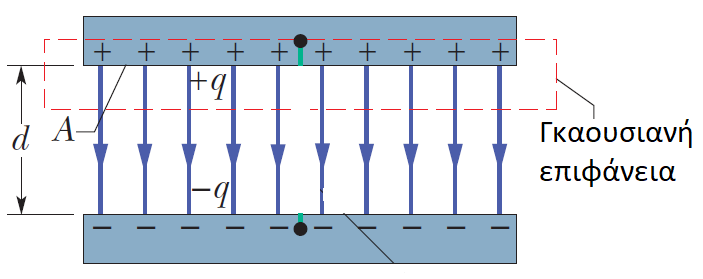 + + + + + + + + + +
+q
A
d
Γκαουσιανή
επιφάνεια
−q
− − − − − − − − − −